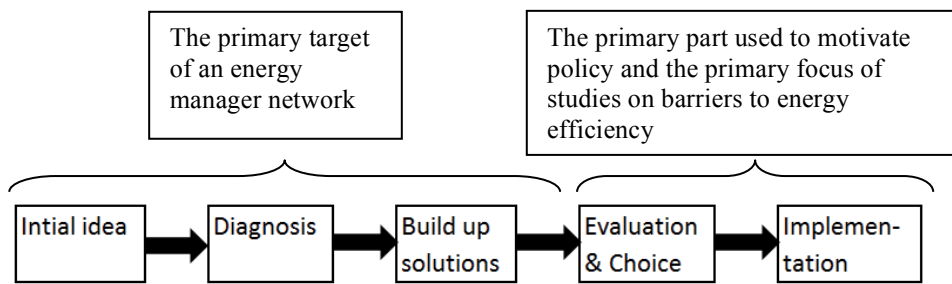 The primary target
of an energy
manager network
The primary part used to motivate
policy and the primary focus of
studies on barriers to energy
efficiency
Intial idea
Diagnosis
Build up
solutions
Evaluation
& Choice
Implemen-
tation